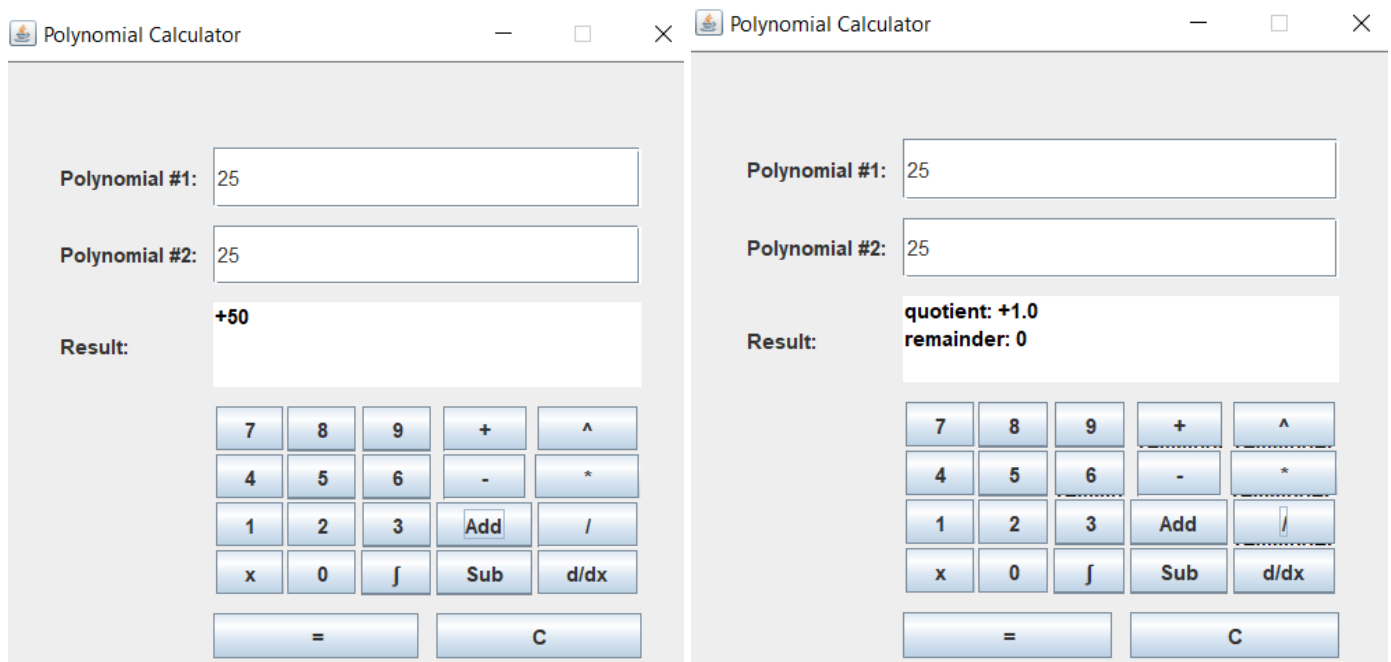 Polynomial Calculator
Polynomial #1: 25
Polynomial #2: 25
Result: +50
7 8 9 + ^
4 5 6 - *
1 2 3 Add /
x 0 ∫ Sub d/dx
= C
Polynomial Calculator
Polynomial #1: 25
Polynomial #2: 25
quotient: +1.0
Result: remainder: 0
7 8 9 + ^
4 5 6 - *
1 2 3 Add /
x 0 ∫ Sub d/dx
= C